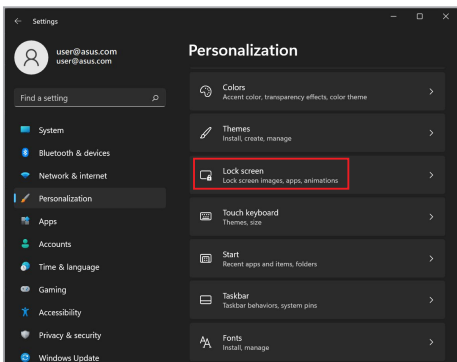 Settings
user@asus.com
user@asus.com
Find a setting
System
Bluetooth & devices
Network & internet
Personalization
Apps
Accounts
Time & language
Gaming
Accessibility
Privacy & security
Windows Update
Personalization
Colors
Accent color, transparency effects, color theme
Themes
Install, create, manage
Lock screen
Lock screen images, apps, animations
Touch keyboard
Themes, size
Start
Recent apps and items, folders
Taskbar
Taskbar behaviors, system pins
Fonts
Install, manage